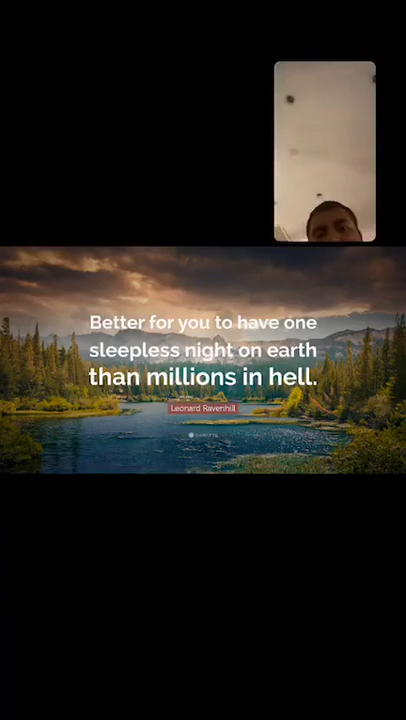 Better for you to have one
sleepless night on earth
than millions in hell.
Leonard Ravenhill